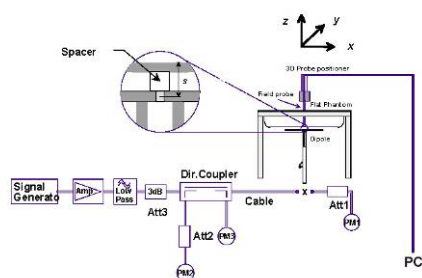 z
y
x
Spacer
s
3D Probe positioner
Field probe
Flat Phantom
Dipole
Dir.Coupler
Signal
Generato
Amp
Low
Pass
3dB
Att3
Cable
x
Att1
Att2
PM1
PM3
PM2
PC